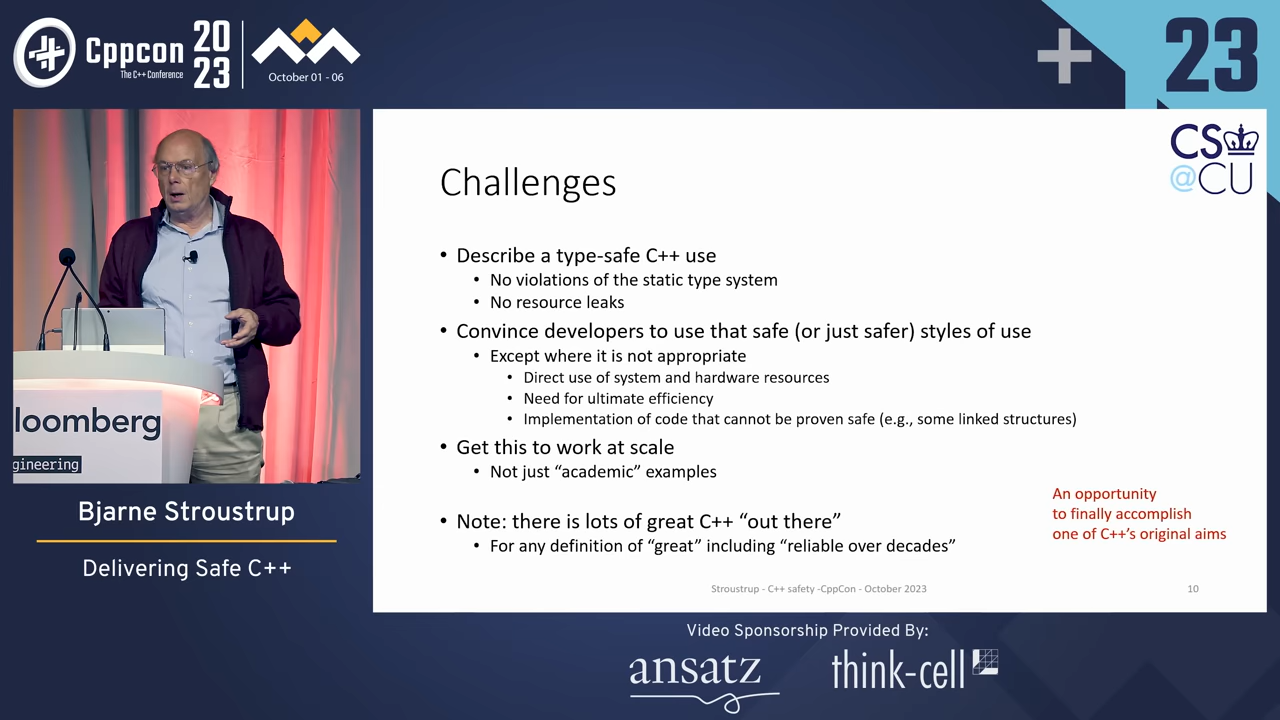 Cppcon
The C++ Conference
20
23
October 01 - 06
+
23
CS
@CU
Challenges
• Describe a type-safe C++ use
• No violations of the static type system
• No resource leaks
• Convince developers to use that safe (or just safer) styles of use
• Except where it is not appropriate
• Direct use of system and hardware resources
• Need for ultimate efficiency
• Implementation of code that cannot be proven safe (e.g., some linked structures)
• Get this to work at scale
• Not just “academic” examples
• Note: there is lots of great C++ “out there”
• For any definition of “great” including “reliable over decades”
An opportunity
to finally accomplish
one of C++’s original aims
Stroustrup - C++ safety -CppCon - October 2023
10
loomberg
gineering
Bjarne Stroustrup
Delivering Safe C++
Video Sponsorship Provided By:
ansatz
think-cell